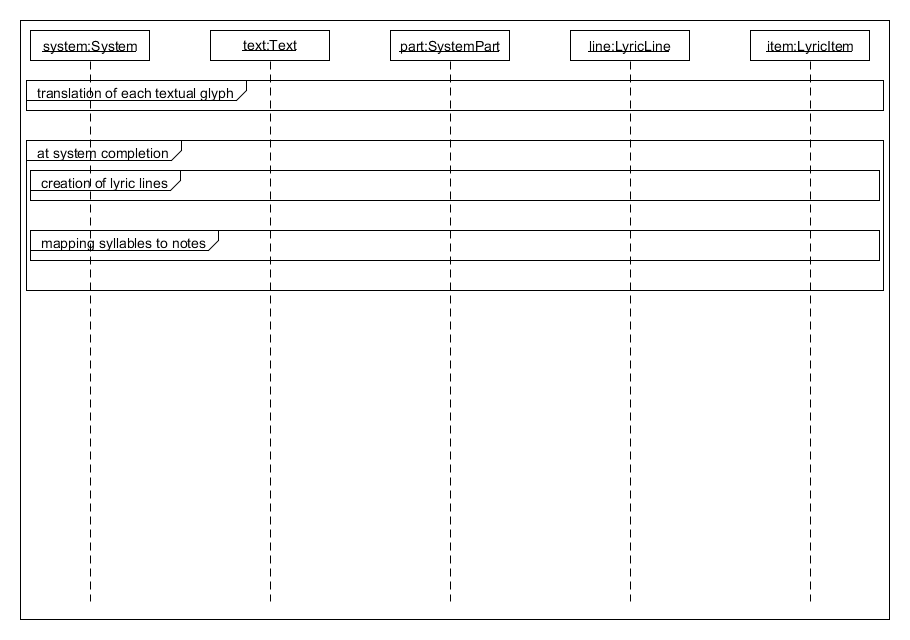 system:System
text:Text
part:SystemPart
line:LyricLine
item:LyricItem
translation of each textual glyph
at system completion
creation of lyric lines
mapping syllables to notes